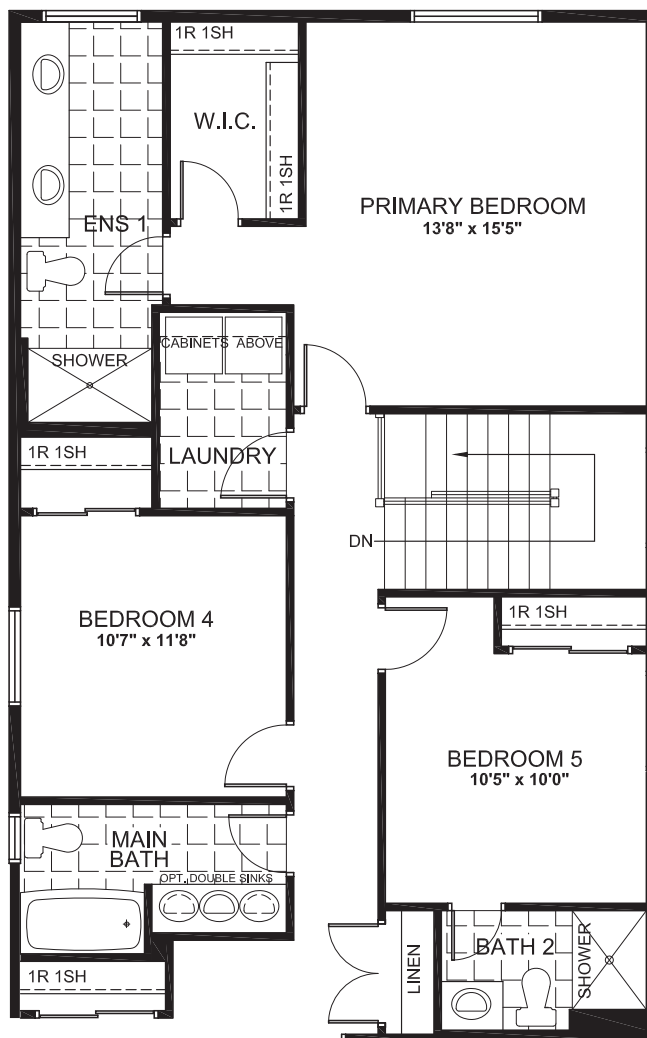 1R 1SH
W.I.C.
1R 1SH
PRIMARY BEDROOM
13'8" x 15'5"
ENS 1
SHOWER
CABINETS ABOVE
1R 1SH
LAUNDRY
DN
BEDROOM 4
10'7" x 11'8"
1R 1SH
BEDROOM 5
10'5" x 10'0"
MAIN
BATH
OPT. DOUBLE SINKS
1R 1SH
LINEN
BATH 2
SHOWER